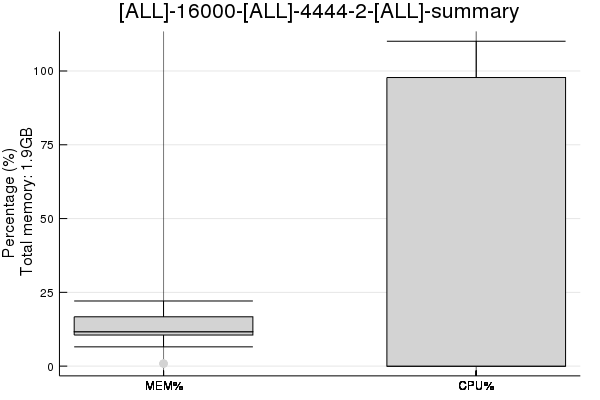 [ALL]-16000-[ALL]-4444-2-[ALL]-summary
Percentage (%)
Total memory: 1.9GB
100
75
50
25
0
MEM%
CPU%